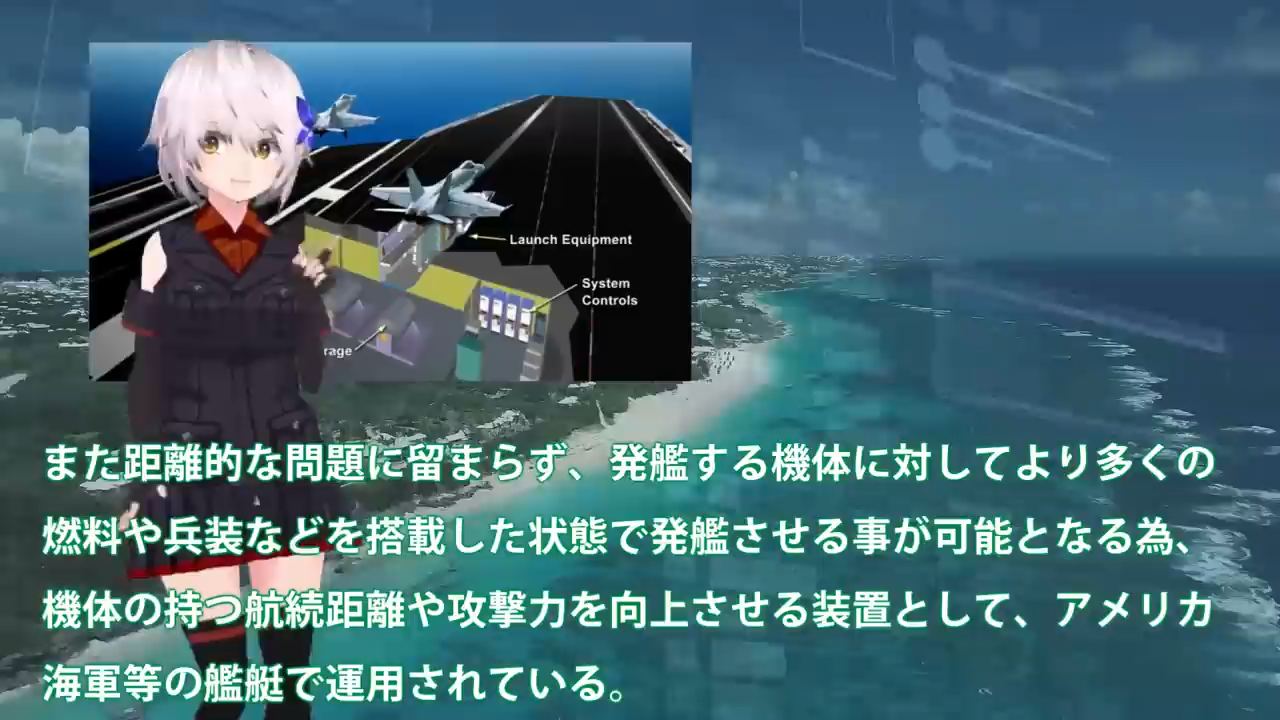 Launch Equipment
System
Controls
rage
また距離的な問題に留まらず、発艦する機体に対してより多くの
燃料や兵装などを搭載した状態で発艦させる事が可能となる為、
機体の持つ航続距離や攻撃力を向上させる装置として、アメリカ
海軍等の艦艇で運用されている。